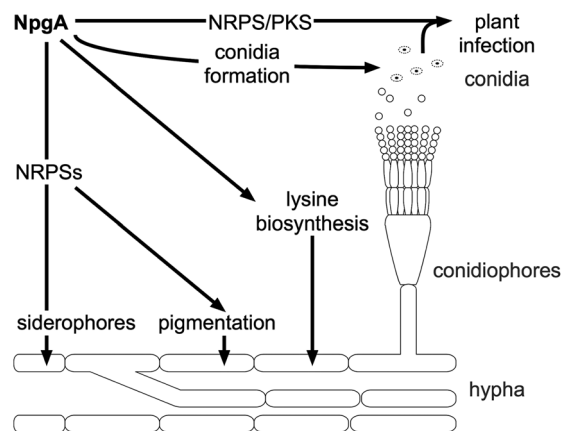 NpgA
NRPS/PKS
plant
infection
conidia
formation
conidia
NRPSs
lysine
biosynthesis
conidiophores
siderophores
pigmentation
hypha